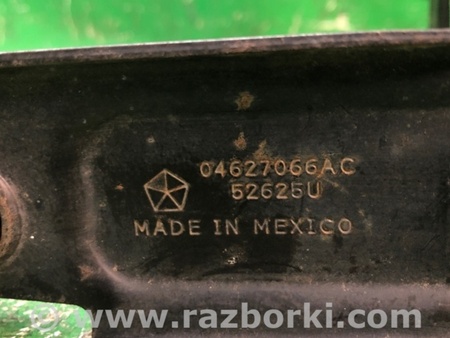 04627066AC
52625U
MADE IN MEXICO
www.razborki.com